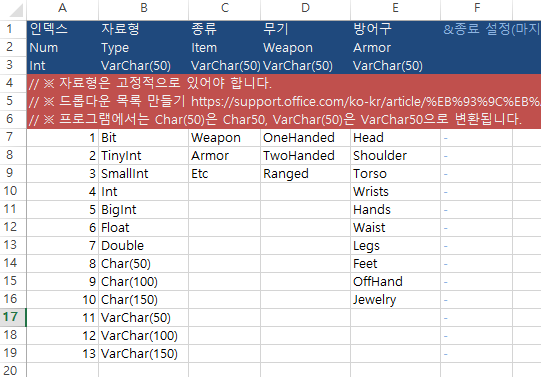 A B C D E F
1 인덱스 자료형 종류 무기 방어구 &종료 설정(마지
2 Num Type Item Weapon Armor
3 Int VarChar(50) VarChar(50) VarChar(50) VarChar(50)
4 // ※ 자료형은 고정적으로 있어야 합니다.
5 // ※ 드롭다운 목록 만들기 https://support.office.com/ko-kr/article/%EB%93%9C%EB%
6 // ※ 프로그램에서는 Char(50)은 Char50, VarChar(50)은 VarChar50으로 변환됩니다.
7 1 Bit Weapon OneHanded Head -
8 2 TinyInt Armor TwoHanded Shoulder -
9 3 SmallInt Etc Ranged Torso -
10 4 Int Wrists -
11 5 BigInt Hands -
12 6 Float Waist -
13 7 Double Legs -
14 8 Char(50) Feet -
15 9 Char(100) OffHand -
16 10 Char(150) Jewelry -
17 11 VarChar(50) -
18 12 VarChar(100) -
19 13 VarChar(150) -
20